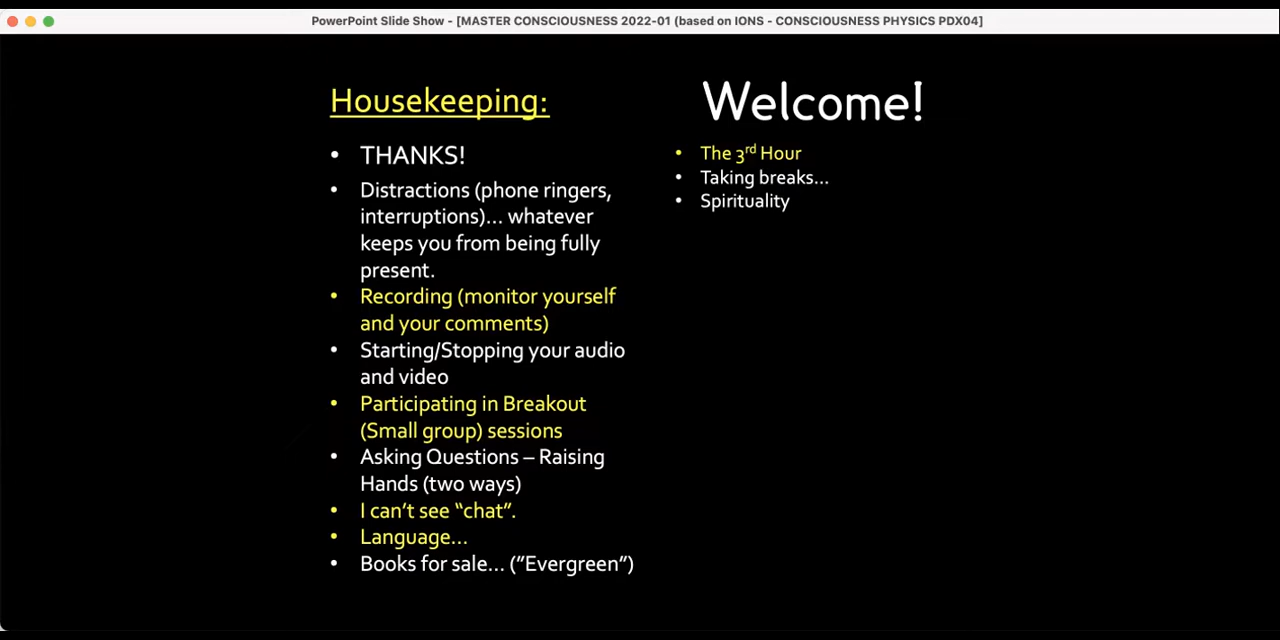 PowerPoint Slide Show - [MASTER CONSCIOUSNESS 2022-01 (based on IONS - CONSCIOUSNESS PHYSICS PDX04]
Housekeeping:
• THANKS!
• Distractions (phone ringers,
interruptions)... whatever
keeps you from being fully
present.
• Recording (monitor yourself
and your comments)
• Starting/Stopping your audio
and video
• Participating in Breakout
(Small group) sessions
• Asking Questions – Raising
Hands (two ways)
• I can’t see “chat”.
• Language...
• Books for sale... (”Evergreen”)
Welcome!
• The 3rd Hour
• Taking breaks...
• Spirituality